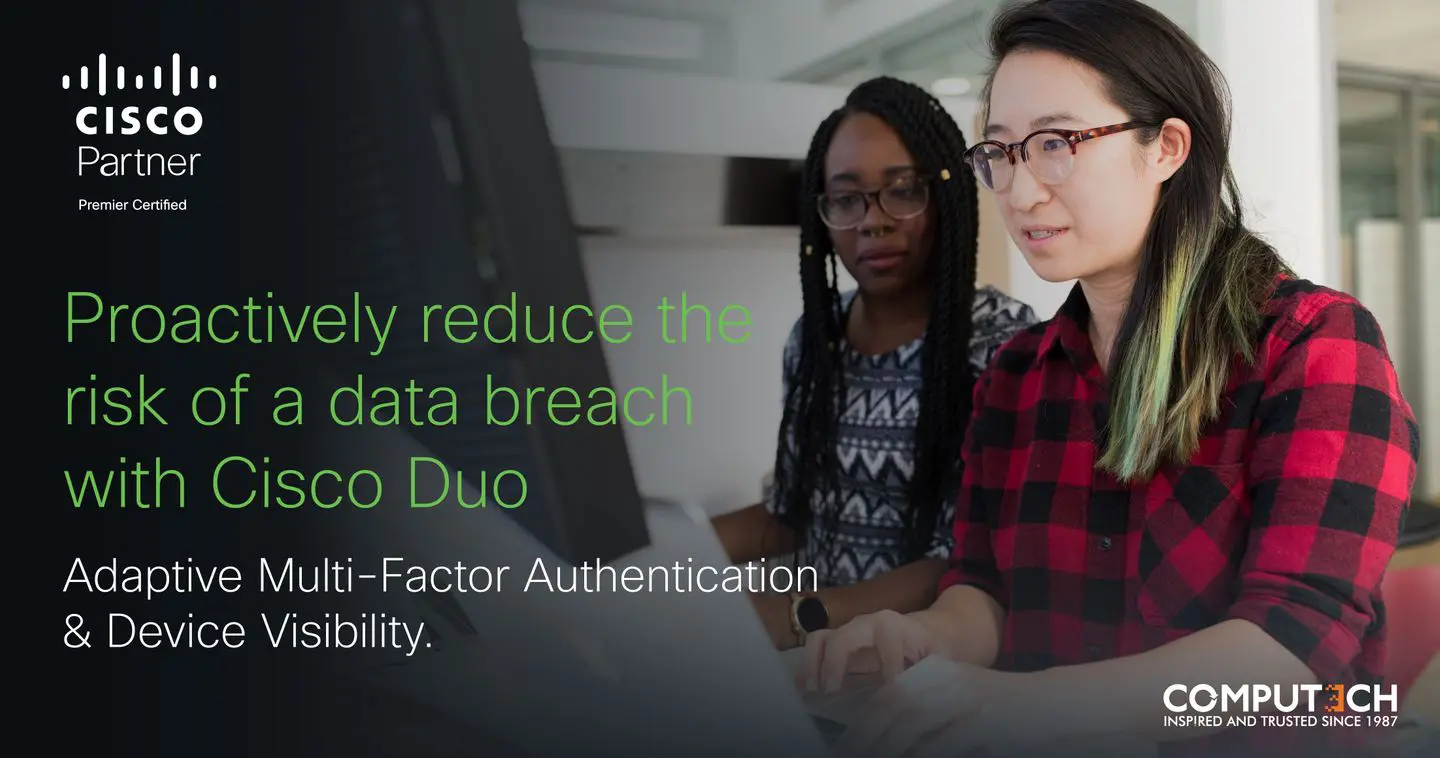 CISCO
Partner
Premier Certified
Proactively reduce the
risk of a data breach
with Cisco Duo
Adaptive Multi-Factor Authentication
& Device Visibility.
COMPUTECH
INSPIRED AND TRUSTED SINCE 1987